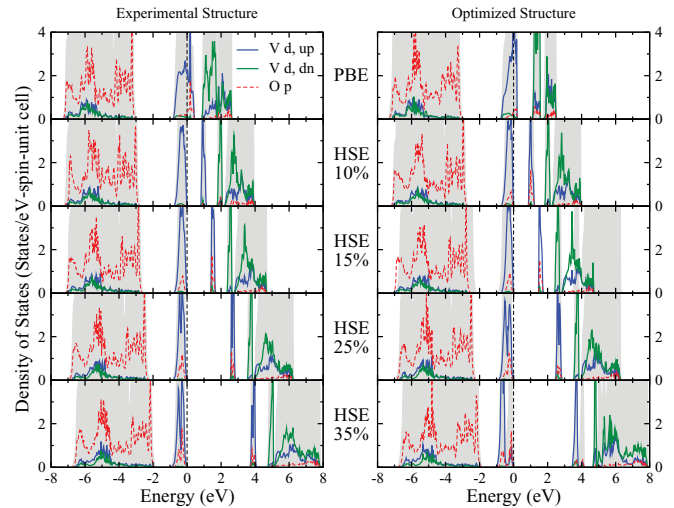 Experimental Structure
Optimized Structure
Density of States (States/eV-spin-unit cell)
V d, up
V d, dn
O p
4
2
0
2
0
2
0
2
0
2
0
PBE
HSE
10%
HSE
15%
HSE
25%
HSE
35%
4
2
0
2
0
2
0
2
0
2
0
-8 -6 -4 -2 0 2 4 6 8
-8 -6 -4 -2 0 2 4 6 8
Energy (eV)
Energy (eV)